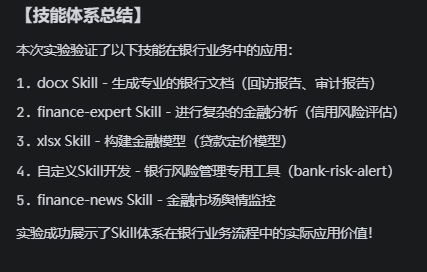 【技能体系总结】
本次实验验证了以下技能在银行业务中的应用：
1. docx Skill - 生成专业的银行文档（回访报告、审计报告）
2. finance-expert Skill - 进行复杂的金融分析（信用风险评估）
3. xlsx Skill - 构建金融模型（贷款定价模型）
4. 自定义Skill开发 - 银行风险管理专用工具（bank-risk-alert）
5. finance-news Skill - 金融市场舆情监控
实验成功展示了Skill体系在银行业务流程中的实际应用价值！